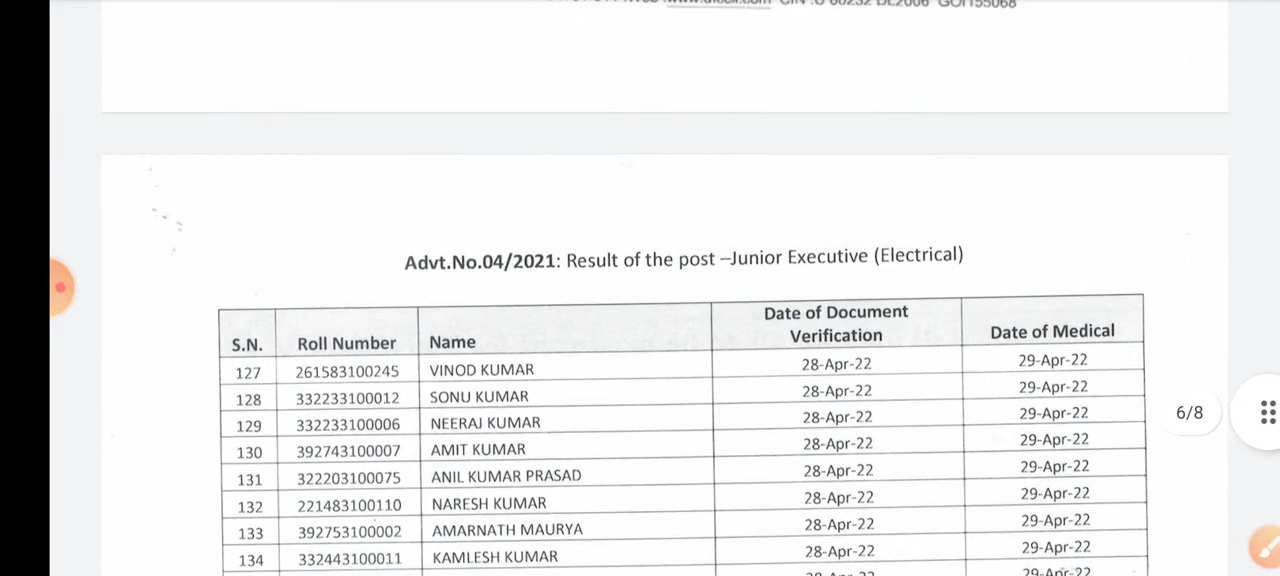 CIN :U 60232 DL2006 GOI155068
Advt.No.04/2021: Result of the post –Junior Executive (Electrical)
S.N. Roll Number Name Date of Document Verification Date of Medical
127 261583100245 VINOD KUMAR 28-Apr-22 29-Apr-22
128 332233100012 SONU KUMAR 28-Apr-22 29-Apr-22
129 332233100006 NEERAJ KUMAR 28-Apr-22 29-Apr-22
130 392743100007 AMIT KUMAR 28-Apr-22 29-Apr-22
131 322203100075 ANIL KUMAR PRASAD 28-Apr-22 29-Apr-22
132 221483100110 NARESH KUMAR 28-Apr-22 29-Apr-22
133 392753100002 AMARNATH MAURYA 28-Apr-22 29-Apr-22
134 332443100011 KAMLESH KUMAR 28-Apr-22 29-Apr-22
29-Apr-22
6/8